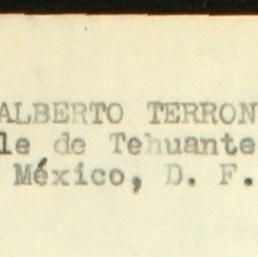 ALBERTO TERRON
le de Tehuante
México, D. F.